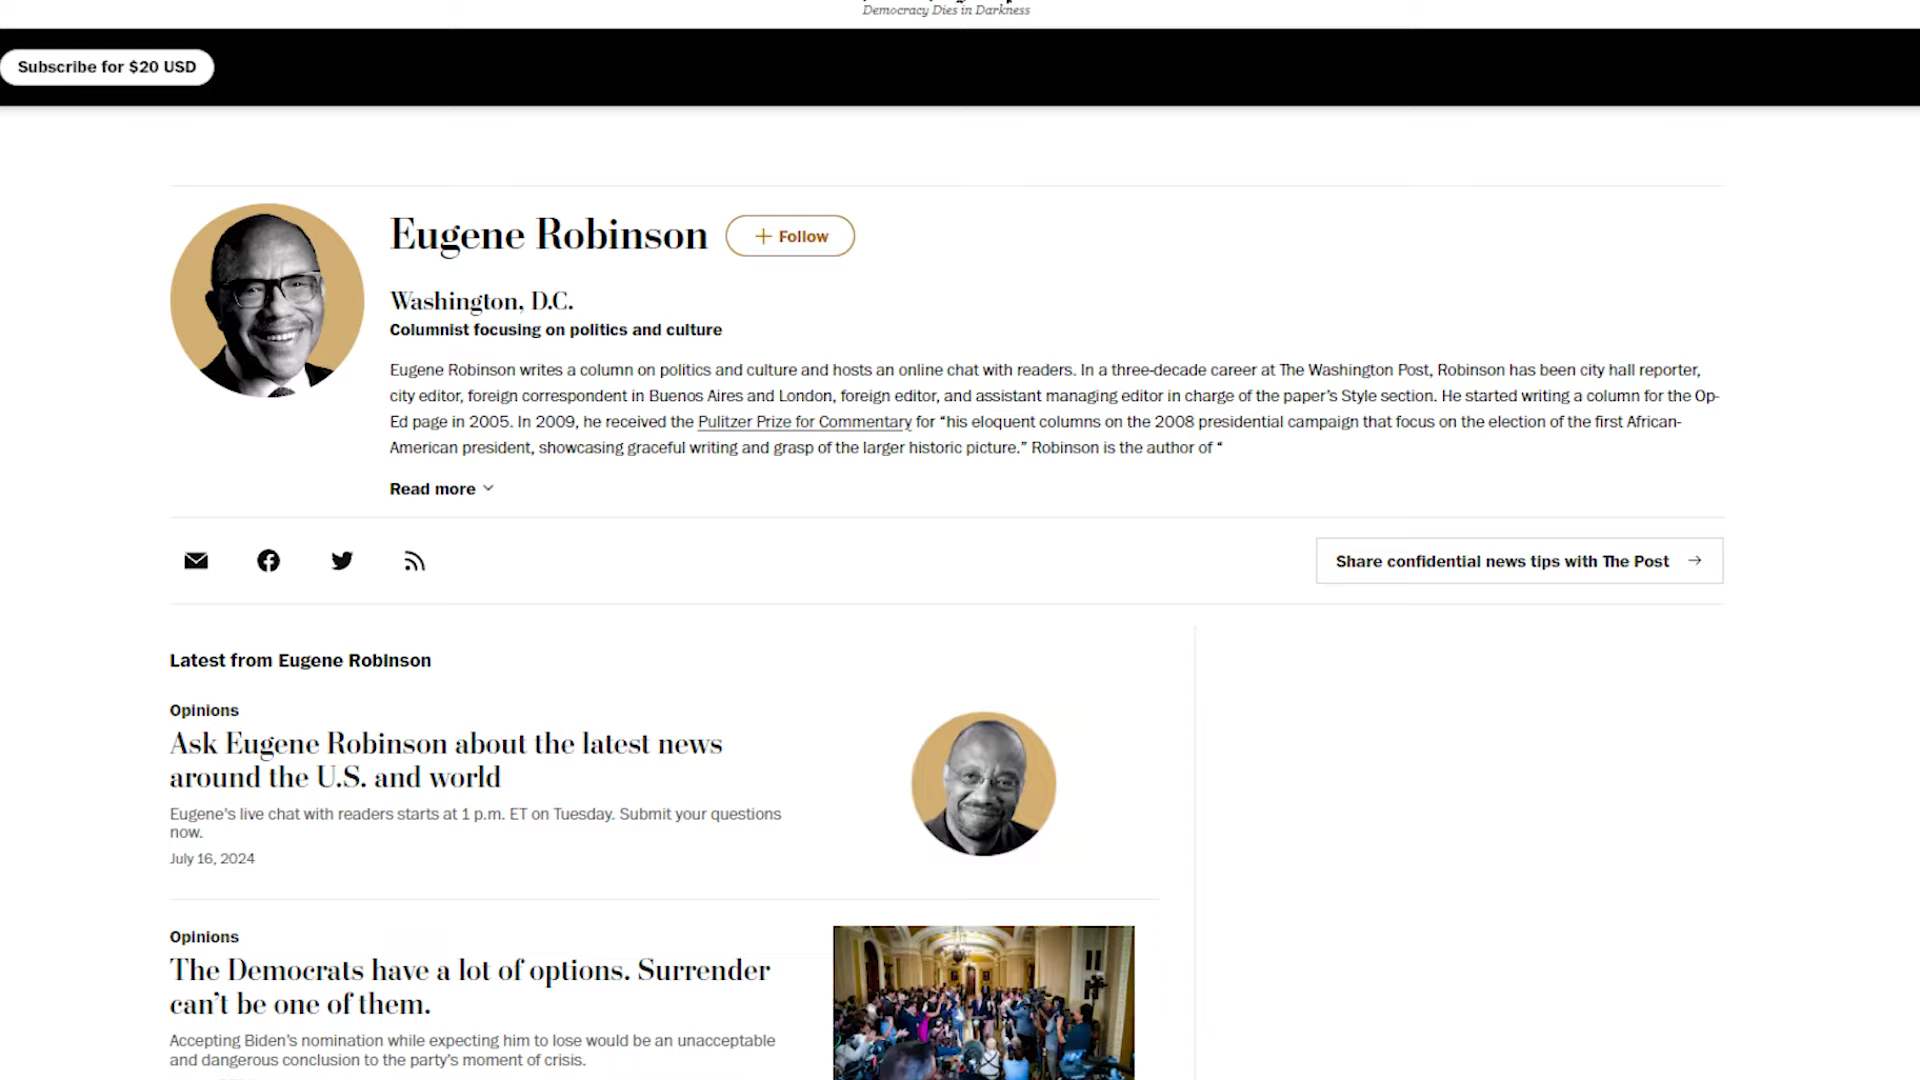 Democracy Dies in Darkness
Subscribe for $20 USD
Eugene Robinson
+ Follow
Washington, D.C.
Columnist focusing on politics and culture
Eugene Robinson writes a column on politics and culture and hosts an online chat with readers. In a three-decade career at The Washington Post, Robinson has been city hall reporter,
city editor, foreign correspondent in Buenos Aires and London, foreign editor, and assistant managing editor in charge of the paper’s Style section. He started writing a column for the Op-
Ed page in 2005. In 2009, he received the Pulitzer Prize for Commentary for “his eloquent columns on the 2008 presidential campaign that focus on the election of the first African-
American president, showcasing graceful writing and grasp of the larger historic picture.” Robinson is the author of “
Read more
Share confidential news tips with The Post →
Latest from Eugene Robinson
Opinions
Ask Eugene Robinson about the latest news
around the U.S. and world
Eugene’s live chat with readers starts at 1 p.m. ET on Tuesday. Submit your questions
now.
July 16, 2024
Opinions
The Democrats have a lot of options. Surrender
can’t be one of them.
Accepting Biden’s nomination while expecting him to lose would be an unacceptable
and dangerous conclusion to the party’s moment of crisis.